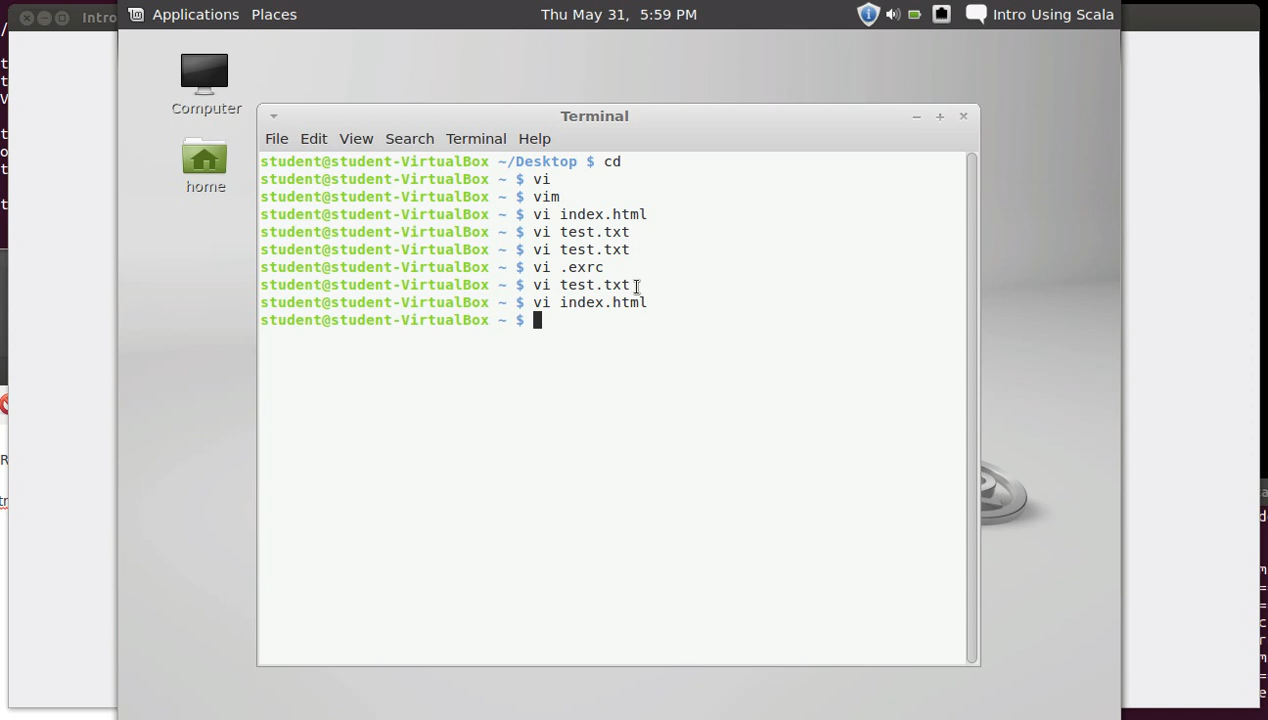 Intro
Applications Places Thu May 31, 5:59 PM Intro Using Scala
Computer
home
Terminal
File Edit View Search Terminal Help
student@student-VirtualBox ~/Desktop $ cd
student@student-VirtualBox ~ $ vi
student@student-VirtualBox ~ $ vim
student@student-VirtualBox ~ $ vi index.html
student@student-VirtualBox ~ $ vi test.txt
student@student-VirtualBox ~ $ vi test.txt
student@student-VirtualBox ~ $ vi .exrc
student@student-VirtualBox ~ $ vi test.txt
student@student-VirtualBox ~ $ vi index.html
student@student-VirtualBox ~ $